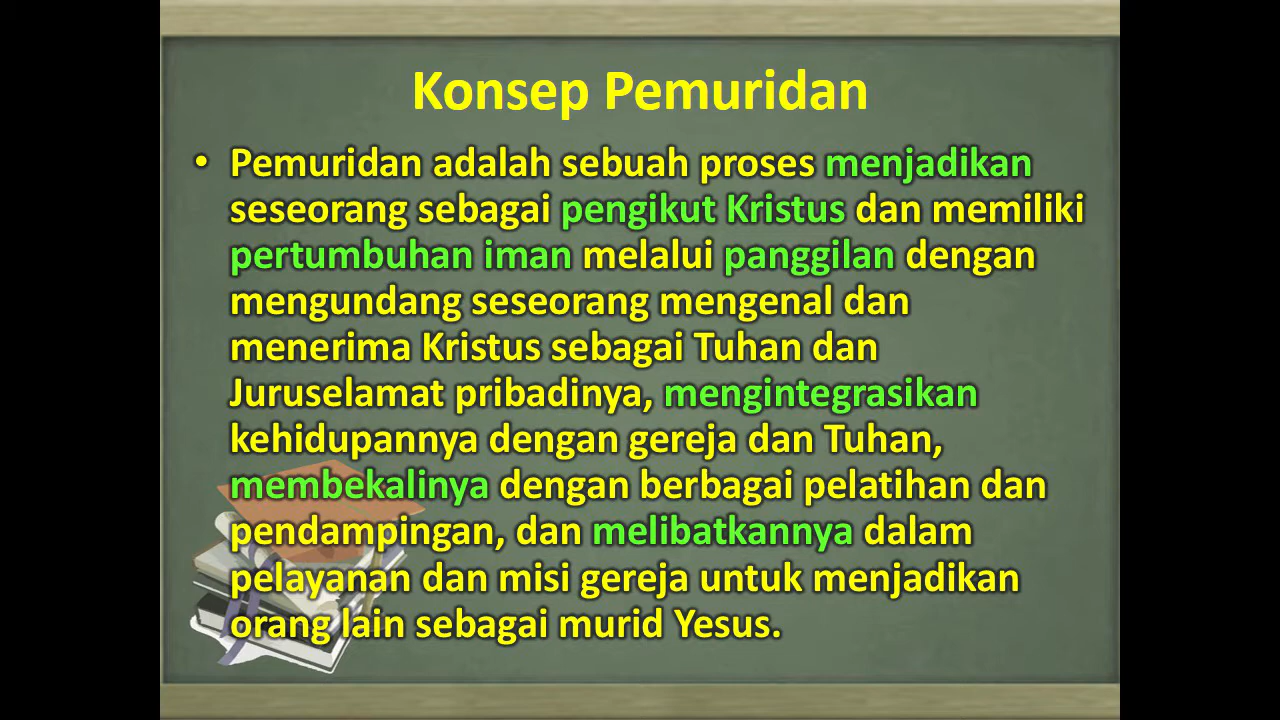 Konsep Pemuridan
• Pemuridan adalah sebuah proses menjadikan
seseorang sebagai pengikut Kristus dan memiliki
pertumbuhan iman melalui panggilan dengan
mengundang seseorang mengenal dan
menerima Kristus sebagai Tuhan dan
Juruselamat pribadinya, mengintegrasikan
kehidupannya dengan gereja dan Tuhan,
membekalinya dengan berbagai pelatihan dan
pendampingan, dan melibatkannya dalam
pelayanan dan misi gereja untuk menjadikan
orang lain sebagai murid Yesus.